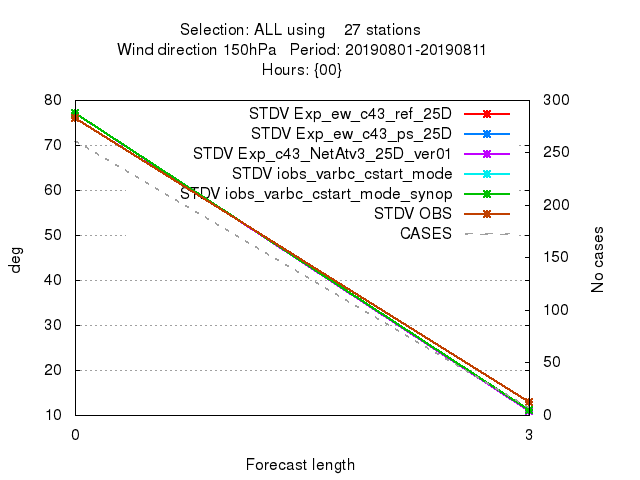 Selection: ALL using 27 stations
Wind direction 150hPa Period: 20190801-20190811
Hours: {00}
80 300
STDV Exp_ew_c43_ref_25D
STDV Exp_ew_c43_ps_25D
70
250
STDV Exp_c43_NetAtv3_25D_ver01
STDV iobs_varbc_cstart_mode
60
STDV iobs_varbc_cstart_mode_synop
200
STDV OBS
50
CASES
150
deg
No cases
40
100
30
50
20
10 0
0 3
Forecast length